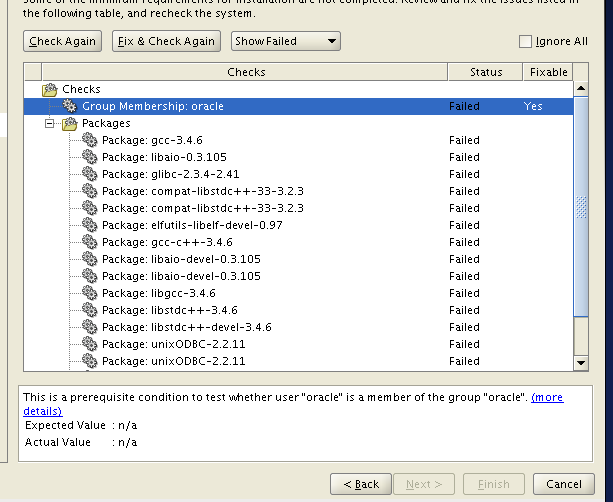 Some of the minimum requirements for installation are not completed. Review and fix the issues listed in
the following table, and recheck the system.
Check Again Fix & Check Again Show Failed Ignore All
Checks Status Fixable
Checks
Group Membership: oracle Failed Yes
Packages
Package: gcc-3.4.6 Failed
Package: libaio-0.3.105 Failed
Package: glibc-2.3.4-2.41 Failed
Package: compat-libstdc++-33-3.2.3 Failed
Package: compat-libstdc++-33-3.2.3 Failed
Package: elfutils-libelf-devel-0.97 Failed
Package: gcc-c++-3.4.6 Failed
Package: libaio-devel-0.3.105 Failed
Package: libaio-devel-0.3.105 Failed
Package: libgcc-3.4.6 Failed
Package: libstdc++-3.4.6 Failed
Package: libstdc++-devel-3.4.6 Failed
Package: unixODBC-2.2.11 Failed
Package: unixODBC-2.2.11 Failed
This is a prerequisite condition to test whether user "oracle" is a member of the group "oracle". (more
details)
Expected Value : n/a
Actual Value : n/a
< Back Next > Finish Cancel